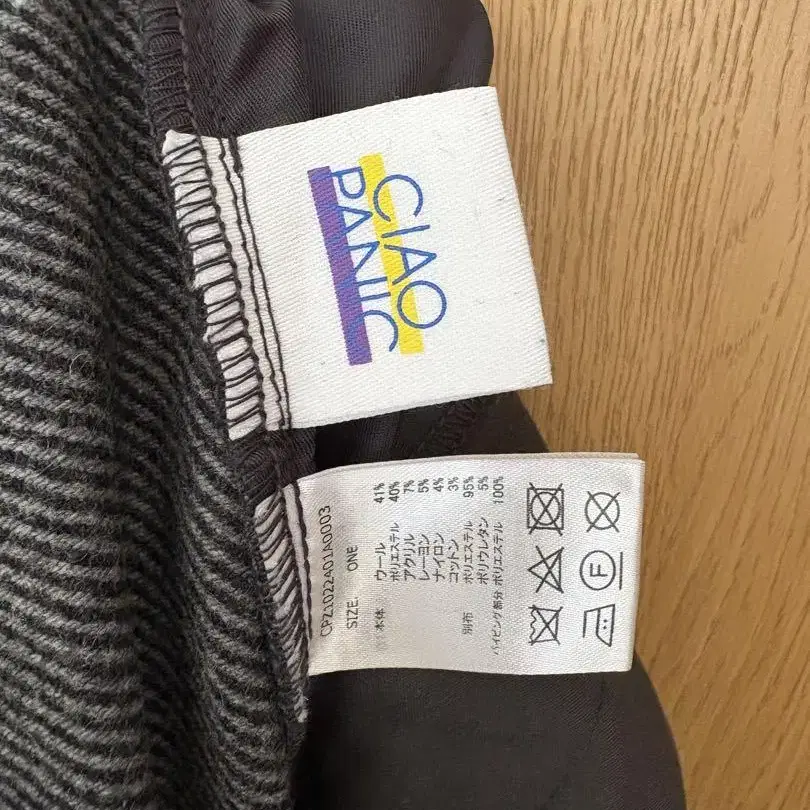 CIAO
PANIC
CPZ1022A01A0003
SIZE. ONE
本体 ウール 41%
ポリエステル 40%
アクリル 7%
レーヨン 5%
ナイロン 4%
コットン 3%
別布 ポリエステル 95%
ポリウレタン 5%
パイピング部分 ポリエステル 100%
F